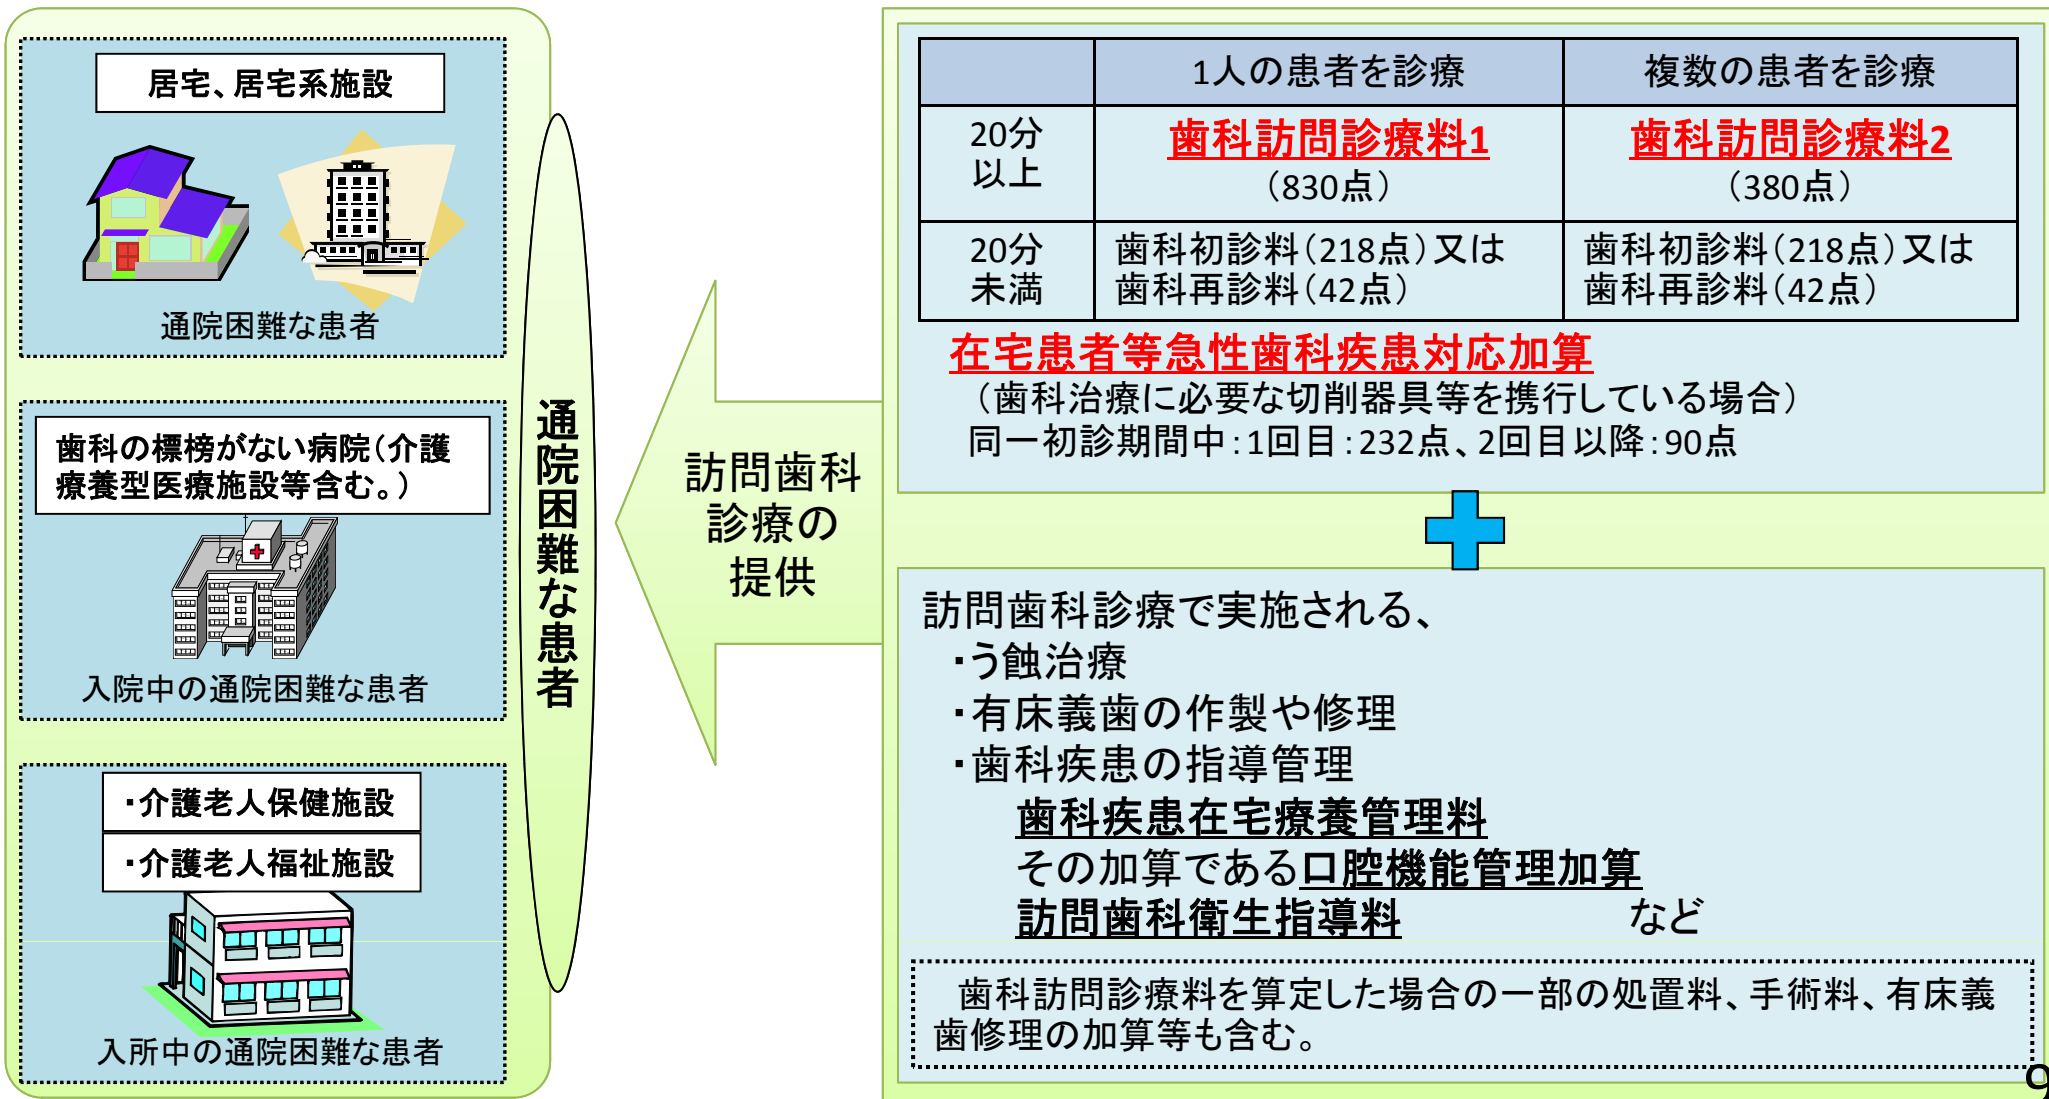 居宅、居宅系施設
通院困難な患者
歯科の標榜がない病院(介護
療養型医療施設等含む。)
入院中の通院困難な患者
・介護老人保健施設
・介護老人福祉施設
入所中の通院困難な患者
通院困難な患者
訪問歯科
診療の
提供
1人の患者を診療
複数の患者を診療
20分
以上
歯科訪問診療料1
(830点)
歯科訪問診療料2
(380点)
20分
未満
歯科初診料(218点)又は
歯科再診料(42点)
歯科初診料(218点)又は
歯科再診料(42点)
在宅患者等急性歯科疾患対応加算
(歯科治療に必要な切削器具等を携行している場合)
同一初診期間中:1回目:232点、2回目以降:90点
訪問歯科診療で実施される、
・う蝕治療
・有床義歯の作製や修理
・歯科疾患の指導管理
歯科疾患在宅療養管理料
その加算である口腔機能管理加算
訪問歯科衛生指導料 など
歯科訪問診療料を算定した場合の一部の処置料、手術料、有床義
歯修理の加算等も含む。